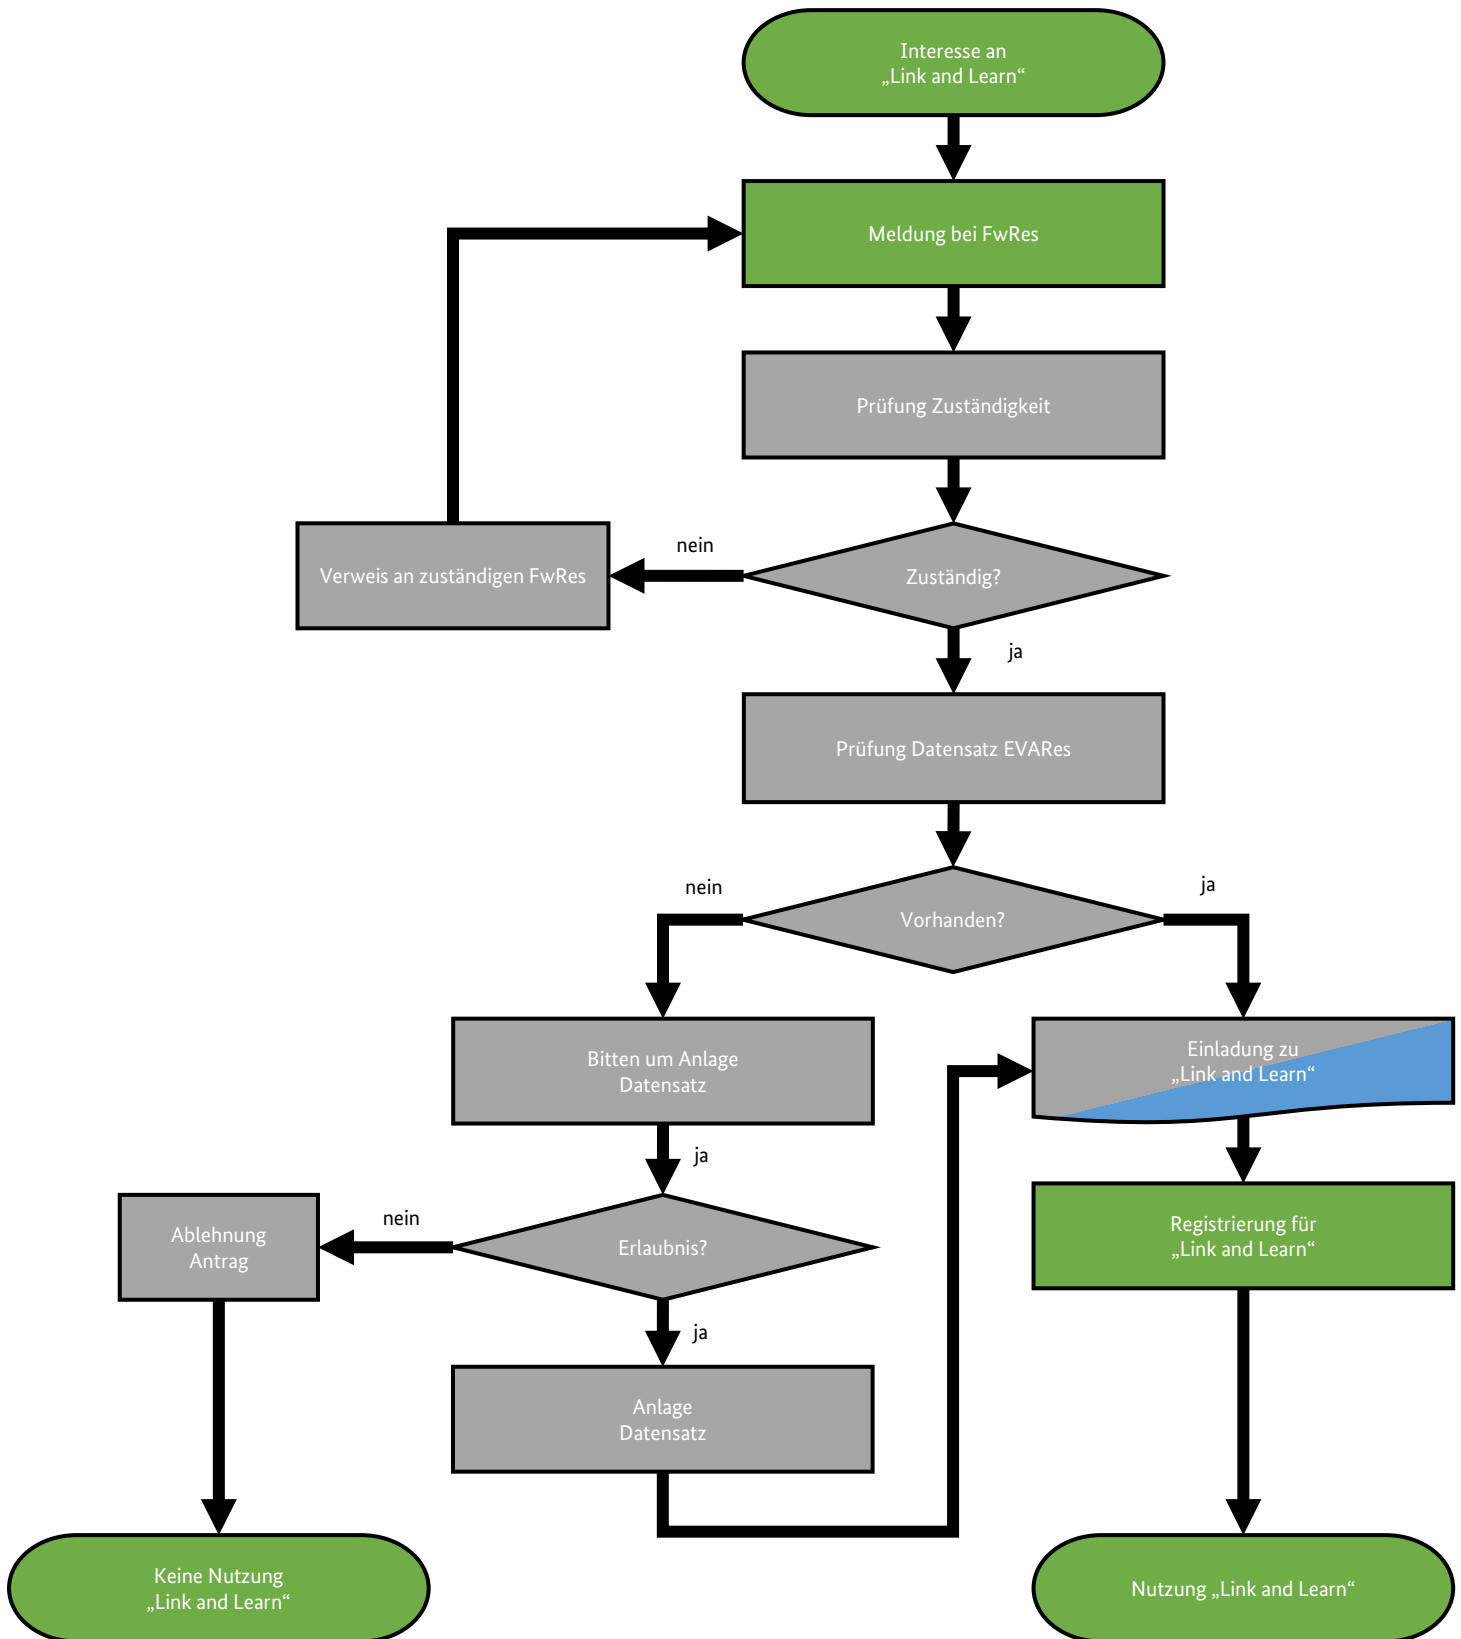 Interesse an
„Link and Learn“
Meldung bei FwRes
Prüfung Zuständigkeit
nein
Verweis an zuständigen FwRes
Zuständig?
ja
Prüfung Datensatz EVARes
nein
ja
Vorhanden?
Bitten um Anlage
Datensatz
Einladung zu
„Link and Learn“
ja
nein
Ablehnung
Antrag
Erlaubnis?
Registrierung für
„Link and Learn“
ja
Anlage
Datensatz
Keine Nutzung
„Link and Learn“
Nutzung „Link and Learn“